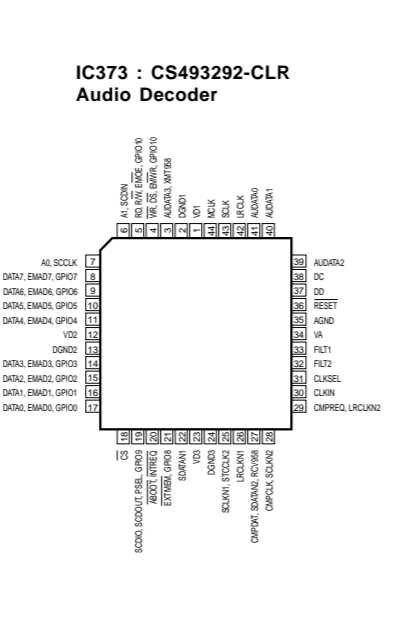 IC373 : CS493292-CLR
Audio Decoder
A1, SCDIN
RD, R/W, EMOE, GPIO10
WR, DS, EMWR, GPIO10
AUDATA3, XMT958
DGND1
VD1
MCLK
SCLK
LRCLK
AUDATA0
AUDATA1
6 5 4 3 2 1 44 43 42 41 40
A0, SCCLK 7
DATA7, EMAD7, GPIO7 8
DATA6, EMAD6, GPIO6 9
DATA5, EMAD5, GPIO5 10
DATA4, EMAD4, GPIO4 11
VD2 12
DGND2 13
DATA3, EMAD3, GPIO3 14
DATA2, EMAD2, GPIO2 15
DATA1, EMAD1, GPIO1 16
DATA0, EMAD0, GPIO0 17
39 AUDATA2
38 DC
37 DD
36 RESET
35 AGND
34 VA
33 FILT1
32 FILT2
31 CLKSEL
30 CLKIN
29 CMPREQ, LRCLKN2
18 19 20 21 22 23 24 25 26 27 28
CS
SCDIO, SCDOUT, PSEL, GPIO9
ABOOT, INTREQ
EXTMEM, GPIO8
SDATAN1
VD3
DGND3
SCLKN1, STCCLK2
LRCLKN1
CMPDAT, SDATAN2, RCV958
CMPCLK, SCLKN2